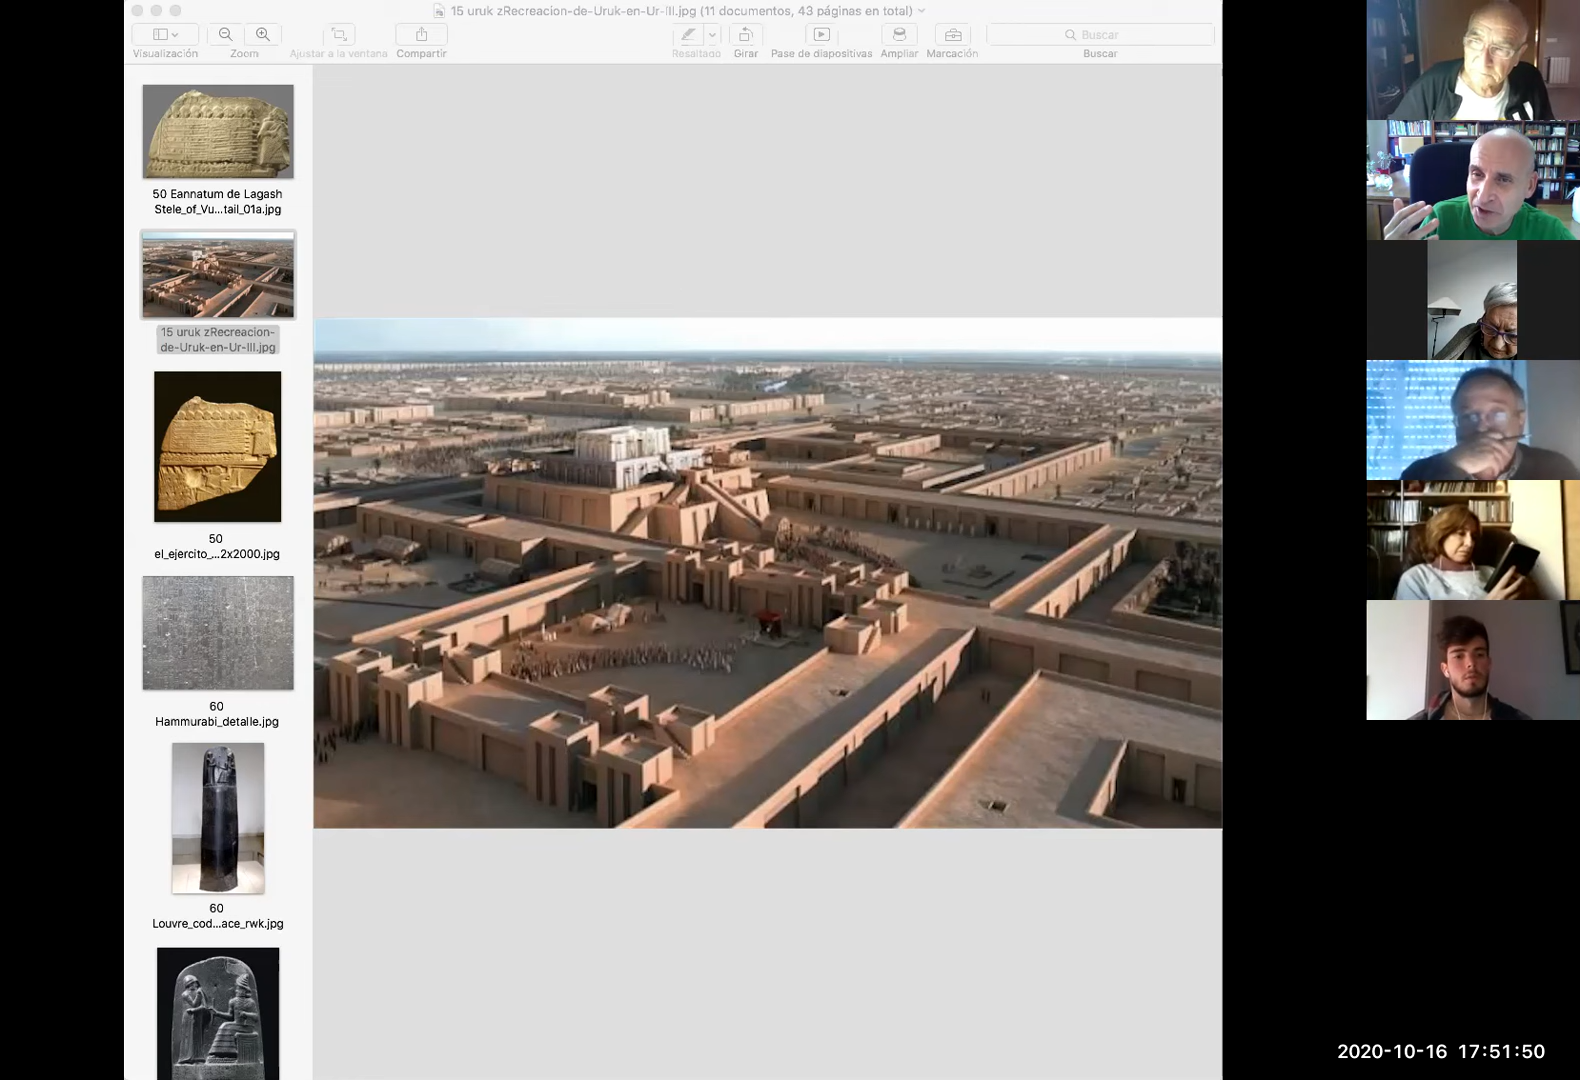 15 uruk zRecreacion-de-Uruk-en-Ur-III.jpg (11 documentos, 43 páginas en total)
Visualización
Zoom
Ajustar a la ventana
Compartir
Resaltado
Girar
Pase de diapositivas
Ampliar
Marcación
Buscar
Buscar
50 Eannatum de Lagash
Stele_of_Vu...tail_01a.jpg
15 uruk zRecreacion-
de-Uruk-en-Ur-III.jpg
50
el_ejercito_...2x2000.jpg
60
Hammurabi_detalle.jpg
60
Louvre_cod...ace_rwk.jpg
2020-10-16 17:51:50